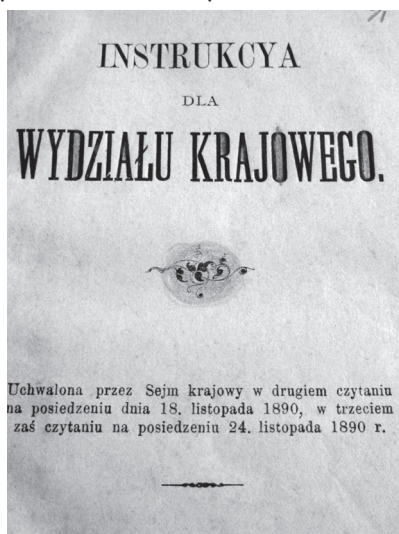 INSTRUKCYA
DLA
WYDZIAŁU KRAJOWEGO.
Uchwalona przez Sejm krajowy w drugiem czytaniu
na posiedzeniu dnia 18. listopada 1890, w trzeciem
zaś czytaniu na posiedzeniu 24. listopada 1890 r.